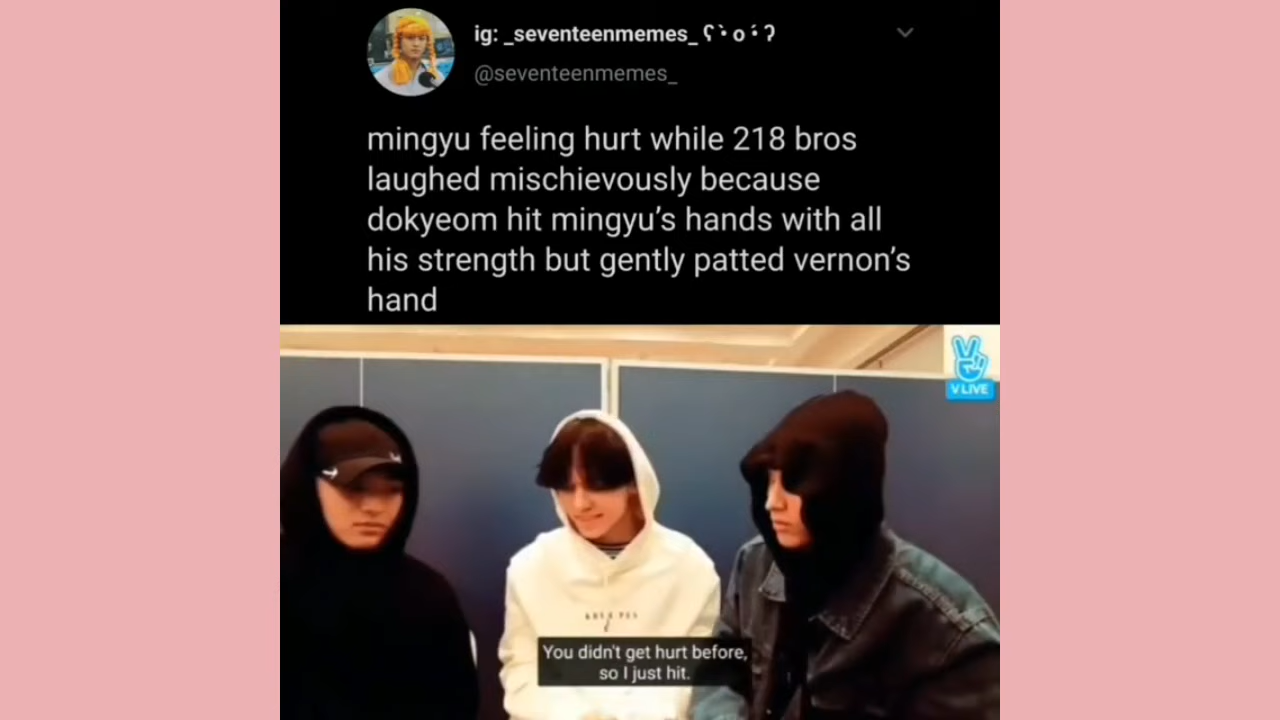 ig: _seventeenmemes_ ʕ•̀o•́ʔ
@seventeenmemes_
mingyu feeling hurt while 218 bros
laughed mischievously because
dokyeom hit mingyu’s hands with all
his strength but gently patted vernon’s
hand
V LIVE
You didn't get hurt before,
so I just hit.